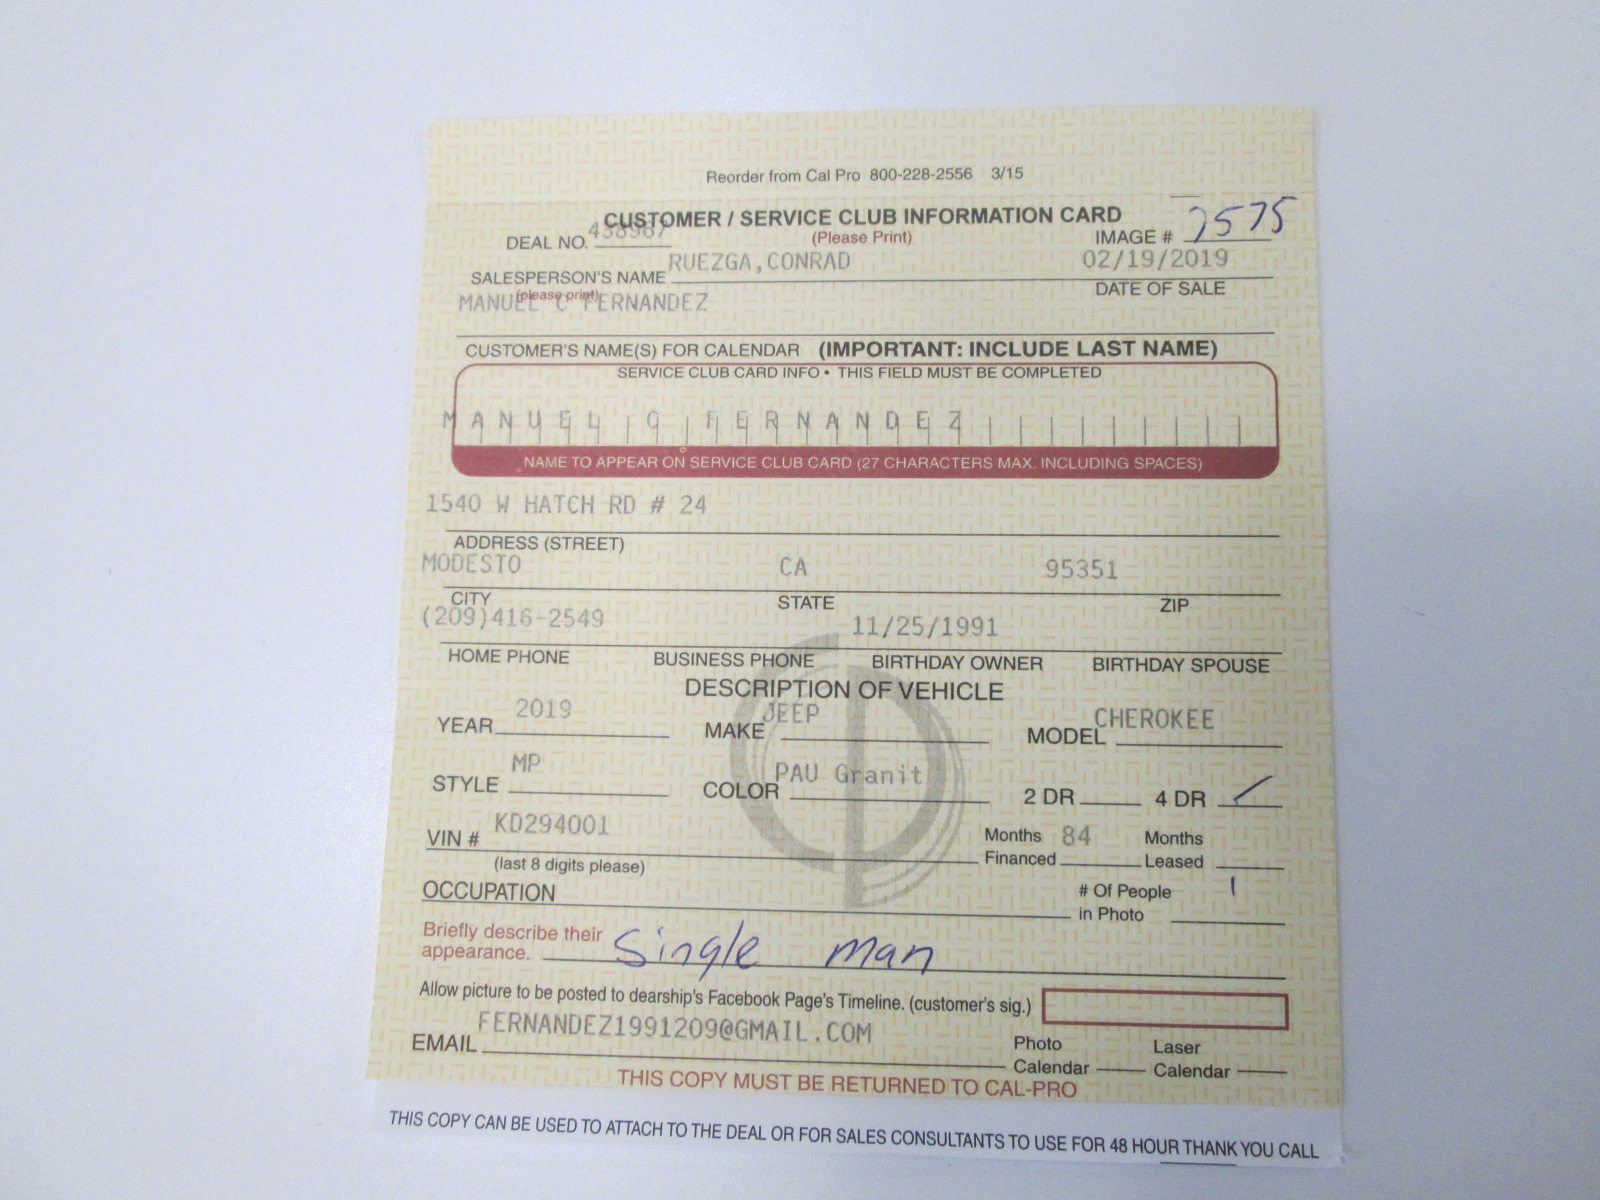 Reorder from Cal Pro 800-228-2556 3/15
CUSTOMER / SERVICE CLUB INFORMATION CARD
DEAL NO. 438967 (Please Print) IMAGE # 7575
SALESPERSON'S NAME RUEZGA,CONRAD 02/19/2019
(please print) DATE OF SALE
MANUEL C FERNANDEZ
CUSTOMER'S NAME(S) FOR CALENDAR (IMPORTANT: INCLUDE LAST NAME)
SERVICE CLUB CARD INFO • THIS FIELD MUST BE COMPLETED
MANUEL C FERNANDEZ
NAME TO APPEAR ON SERVICE CLUB CARD (27 CHARACTERS MAX. INCLUDING SPACES)
1540 W HATCH RD # 24
ADDRESS (STREET)
MODESTO CA 95351
CITY STATE ZIP
(209)416-2549 11/25/1991
HOME PHONE BUSINESS PHONE BIRTHDAY OWNER BIRTHDAY SPOUSE
DESCRIPTION OF VEHICLE
YEAR 2019 MAKE JEEP MODEL CHEROKEE
STYLE MP COLOR PAU Granit 2 DR 4 DR
VIN # KD294001 Months Financed 84 Months Leased
(last 8 digits please)
OCCUPATION # Of People in Photo 1
Briefly describe their appearance. Single man
Allow picture to be posted to dearship's Facebook Page's Timeline. (customer's sig.)
EMAIL FERNANDEZ1991209@GMAIL.COM Photo Calendar Laser Calendar
THIS COPY MUST BE RETURNED TO CAL-PRO
THIS COPY CAN BE USED TO ATTACH TO THE DEAL OR FOR SALES CONSULTANTS TO USE FOR 48 HOUR THANK YOU CALL